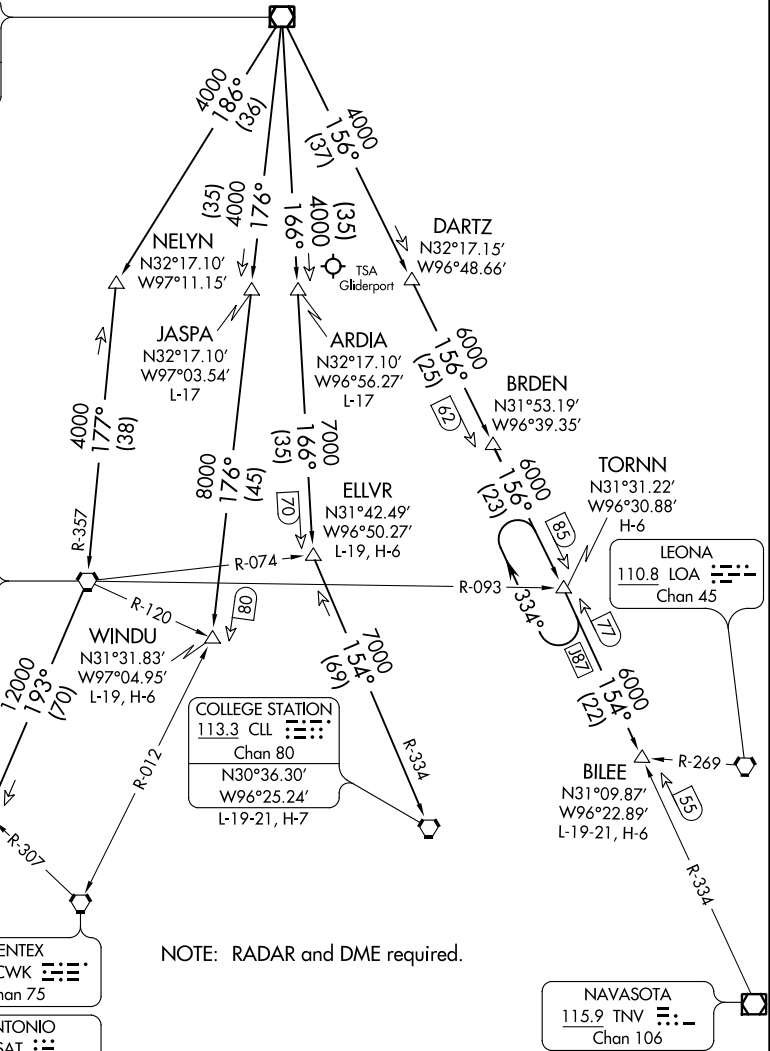 4000
186°
(36)
(35)
4000
176°
(35)
4000
166°
4000
156°
(37)
NELYN
N32°17.10'
W97°11.15'
TSA
Gliderport
DARTZ
N32°17.15'
W96°48.66'
JASPA
N32°17.10'
W97°03.54'
L-17
ARDIA
N32°17.10'
W96°56.27'
L-17
6000
156°
(25)
62
BRDEN
N31°53.19'
W96°39.35'
4000
177°
(38)
8000
176°
(45)
7000
166°
(35)
70
ELLVR
N31°42.49'
W96°50.27'
L-19, H-6
6000
156°
(23)
85
TORNN
N31°31.22'
W96°30.88'
H-6
R-357
R-074
R-093
R-120
334°
77
J87
LEONA
110.8 LOA
Chan 45
80
WINDU
N31°31.83'
W97°04.95'
L-19, H-6
7000
154°
(69)
6000
154°
(22)
12000
193°
(70)
R-012
COLLEGE STATION
113.3 CLL
Chan 80
N30°36.30'
W96°25.24'
L-19-21, H-7
R-334
R-269
BILEE
N31°09.87'
W96°22.89'
L-19-21, H-6
55
R-307
R-334
ENTEX
CWK
han 75
NOTE: RADAR and DME required.
NAVASOTA
115.9 TNV
Chan 106
NTONIO
SAT